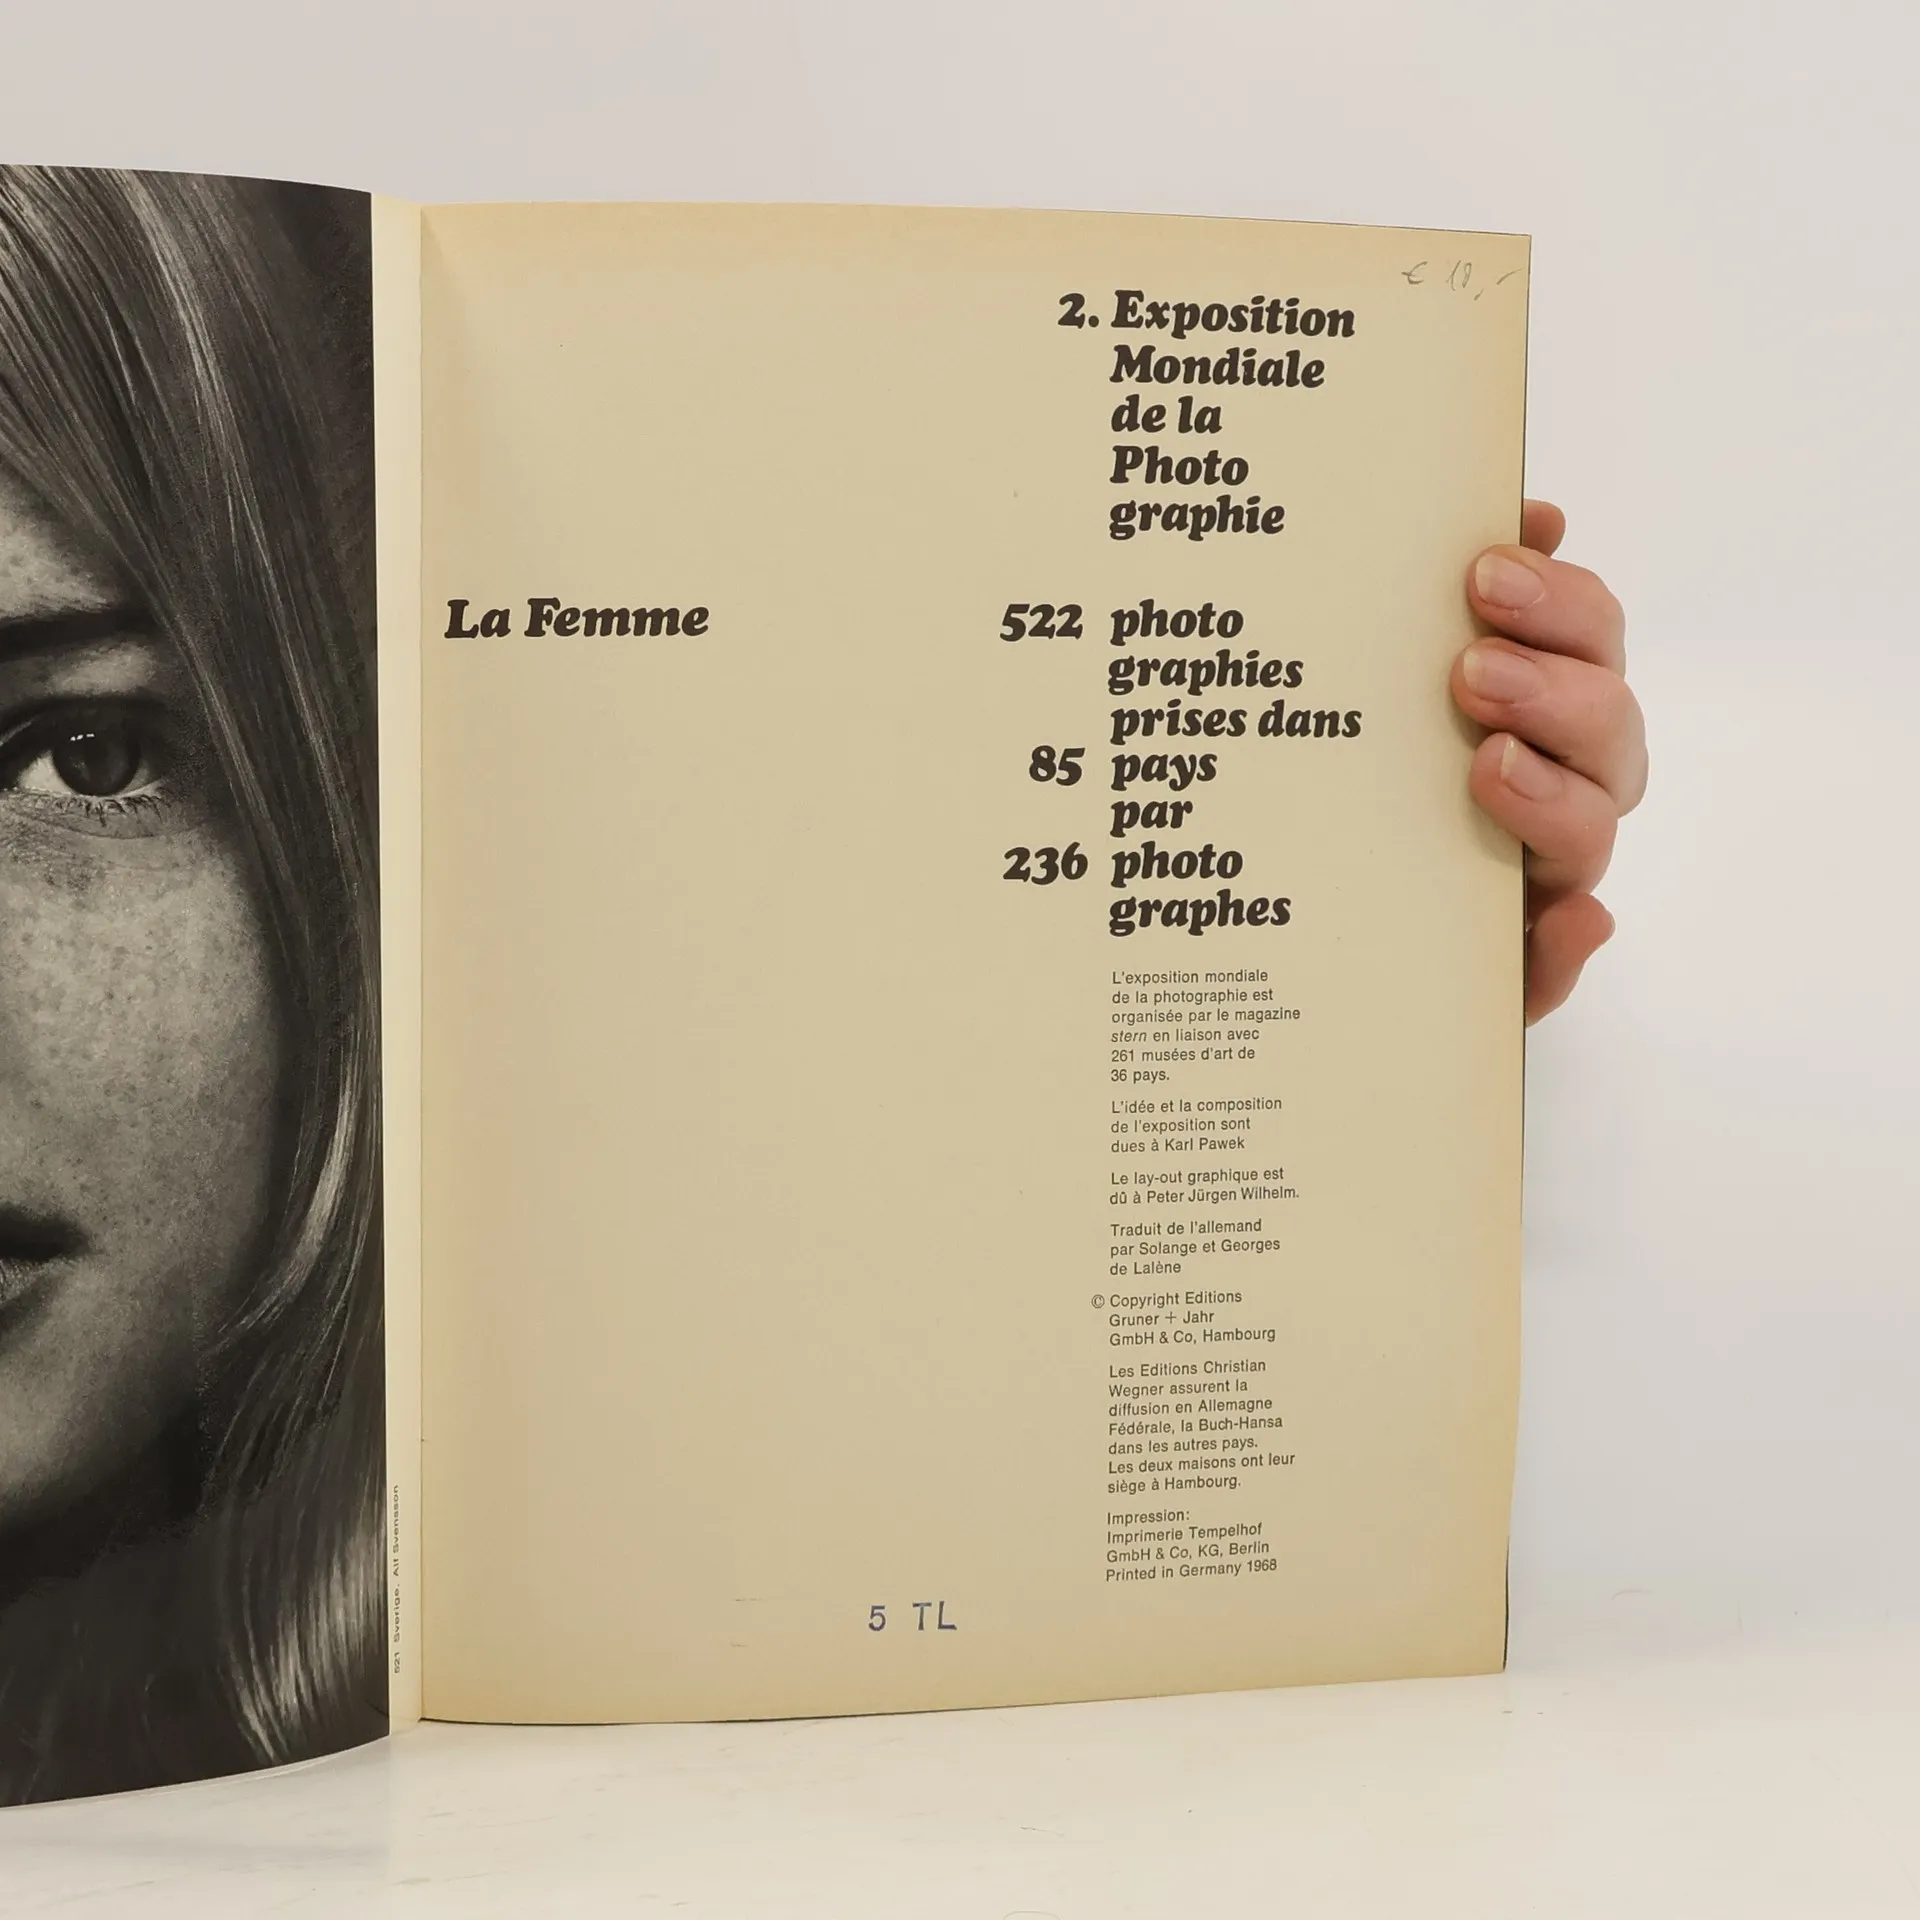 € 10,-
2. Exposition
Mondiale
de la
Photo
graphie
La Femme
522 photo
graphies
prises dans
85 pays
par
236 photo
graphes
L'exposition mondiale
de la photographie est
organisée par le magazine
stern en liaison avec
261 musées d'art de
36 pays.
L'idée et la composition
de l'exposition sont
dues à Karl Pawek
Le lay-out graphique est
dû à Peter Jürgen Wilhelm.
Traduit de l'allemand
par Solange et Georges
de Lalène
© Copyright Editions
Gruner + Jahr
GmbH & Co, Hambourg
Les Editions Christian
Wegner assurent la
diffusion en Allemagne
Fédérale, la Buch-Hansa
dans les autres pays.
Les deux maisons ont leur
siège à Hambourg.
Impression:
Imprimerie Tempelhof
GmbH & Co, KG, Berlin
Printed in Germany 1968
5 TL
521 Sverige. Alf Svensson